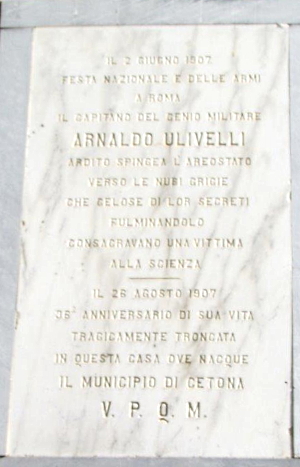 IL 2 GIUGNO 1907
FESTA NAZIONALE E DELLE ARMI
A ROMA
IL CAPITANO DEL GENIO MILITARE
ARNALDO ULIVELLI
ARDITO SPINGEA L'AREOSTATO
VERSO LE NUBI GRIGIE
CHE GELOSE DI LOR SECRETI
FULMINANDOLO
CONSACRAVANO UNA VITTIMA
ALLA SCIENZA
IL 26 AGOSTO 1907
36° ANNIVERSARIO DI SUA VITA
TRAGICAMENTE TRONCATA
IN QUESTA CASA OVE NACQUE
IL MUNICIPIO DI CETONA
V. P. Q. M.